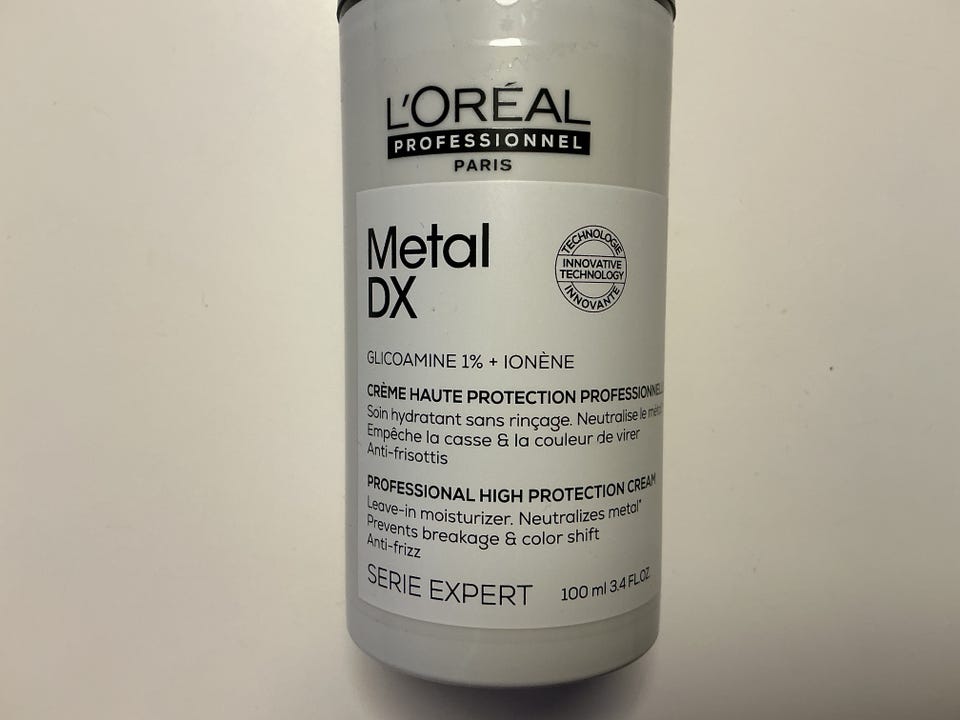 L'ORÉAL
PROFESSIONNEL
PARIS
Metal
DX
TECHNOLOGIE
INNOVATIVE
TECHNOLOGY
INNOVANTE
GLICOAMINE 1% + IONÈNE
CRÈME HAUTE PROTECTION PROFESSIONNELLE
Soin hydratant sans rinçage. Neutralise le métal
Empêche la casse & la couleur de virer
Anti-frisottis
PROFESSIONAL HIGH PROTECTION CREAM
Leave-in moisturizer. Neutralizes metal*
Prevents breakage & color shift
Anti-frizz
SERIE EXPERT
100 ml 3.4 FL.OZ.